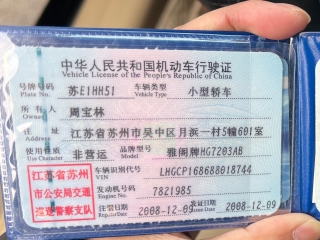 中华人民共和国机动车行驶证
Vehicle License of the People's Republic of China
号牌号码 苏E1HH51 车辆类型 小型轿车
Plate No. Vehicle Type
所有人 周宝林
Owner
住址 江苏省苏州市吴中区月浜一村5幢601室
Address
使用性质 非营运 品牌型号 雅阁牌HG7203AB
Use Character Model
江苏省苏州 车辆识别代号 LHGCP168688018744
VIN
市公安局交通 发动机号码 7821985
Engine No.
巡逻警察支队 注册日期 2008-12-09 发证日期 2008-12-09
Register Date Issue Date